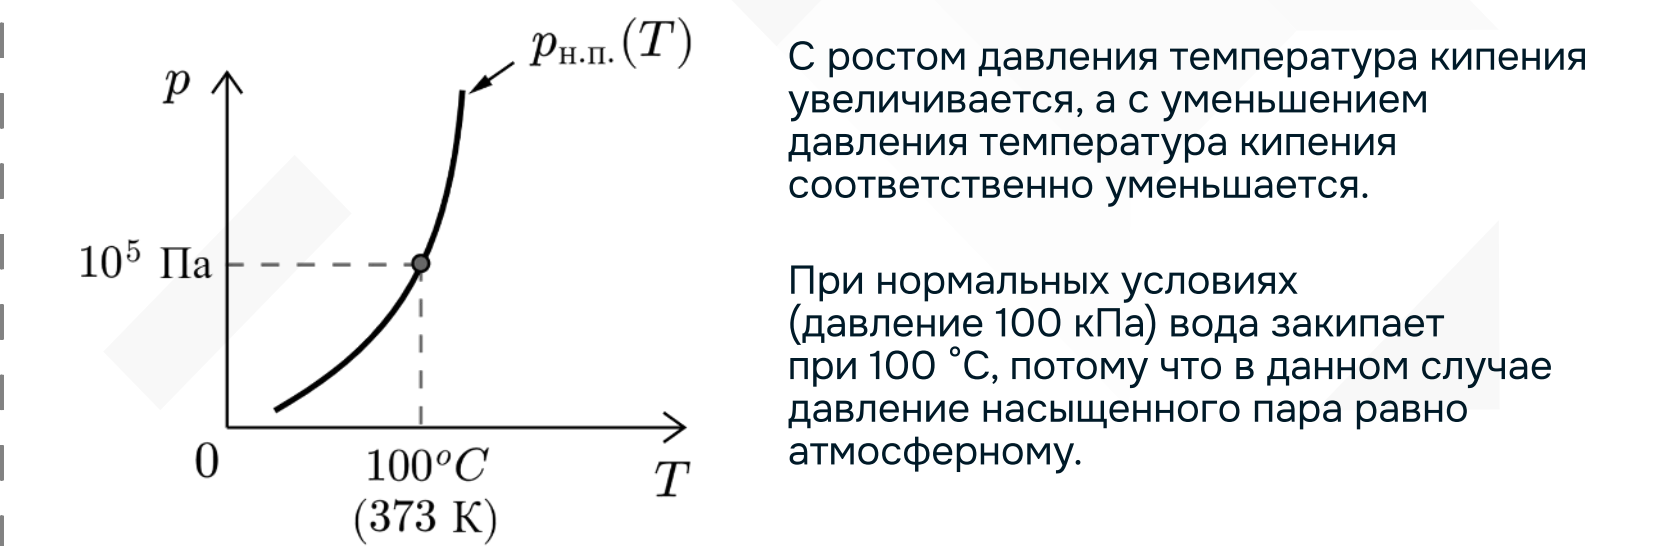 pн.п.(T)
p
10⁵ Па
0
100°C
(373 К)
T
С ростом давления температура кипения
увеличивается, а с уменьшением
давления температура кипения
соответственно уменьшается.
При нормальных условиях
(давление 100 кПа) вода закипает
при 100 °С, потому что в данном случае
давление насыщенного пара равно
атмосферному.